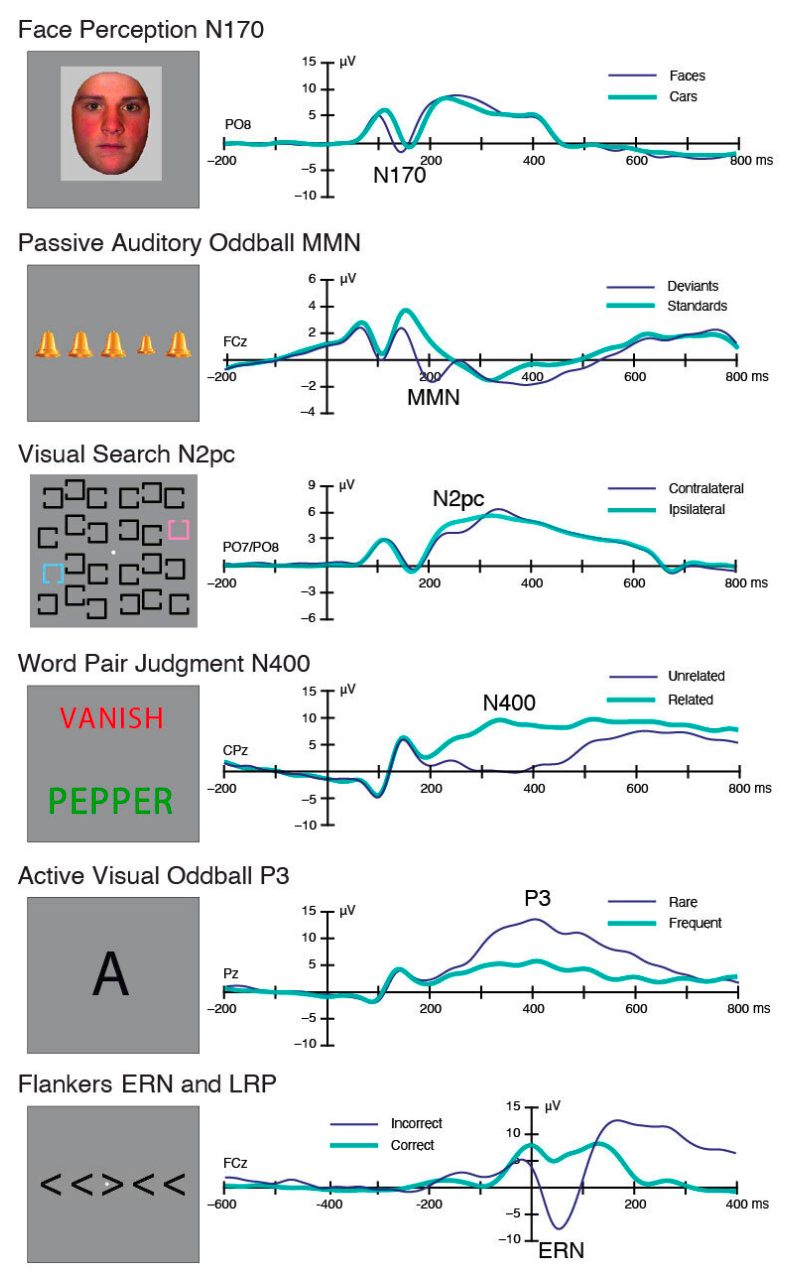 Face Perception N170
15 μV
10
5
PO8
-200
200
400
600
800 ms
-5
-10
N170
Faces
Cars
Passive Auditory Oddball MMN
6 μV
4
2
FCz
-200
200
400
600
800 ms
-2
-4
MMN
Deviants
Standards
Visual Search N2pc
9 μV
6
3
PO7/PO8
-200
200
400
600
800 ms
-3
-6
N2pc
Contralateral
Ipsilateral
Word Pair Judgment N400
VANISH
PEPPER
15 μV
10
5
CPz
-200
200
400
600
800 ms
-5
-10
N400
Unrelated
Related
Active Visual Oddball P3
A
15 μV
10
5
Pz
-200
200
400
600
800 ms
-5
-10
P3
Rare
Frequent
Flankers ERN and LRP
<<><<
Incorrect
Correct
15 μV
10
5
FCz
-600
-400
-200
200
400 ms
-5
-10
ERN